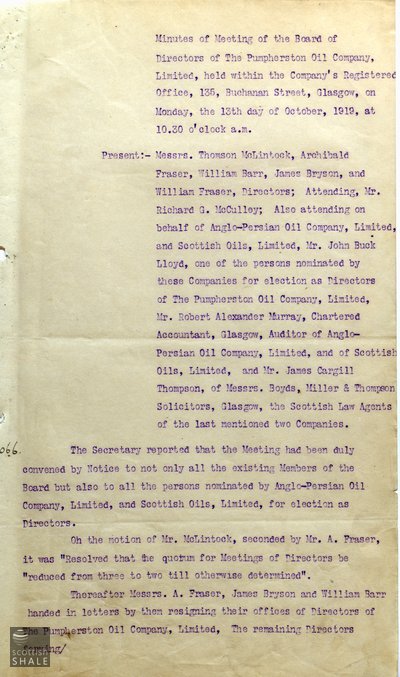 Minutes of Meeting of the Board of
Directors of The Pumpherston Oil Company,
Limited, held within the Company's Registered
Office, 135, Buchanan Street, Glasgow, on
Monday, the 13th day of October, 1919, at
10.30 o'clock a.m.
Present:- Messrs. Thomson McLintock, Archibald
Fraser, William Barr, James Bryson, and
William Fraser, Directors; Attending, Mr.
Richard G. McCulley; Also attending on
behalf of Anglo-Persian Oil Company, Limited,
and Scottish Oils, Limited, Mr. John Buck
Lloyd, one of the persons nominated by
these Companies for election as Directors
of The Pumpherston Oil Company, Limited,
Mr. Robert Alexander Murray, Chartered
Accountant, Glasgow, Auditor of Anglo-
Persian Oil Company, Limited, and of Scottish
Oils, Limited, and Mr. James Cargill
Thompson, of Messrs. Boyds, Miller & Thompson
Solicitors, Glasgow, the Scottish Law Agents
of the last mentioned two Companies.
066. The Secretary reported that the Meeting had been duly
convened by Notice to not only all the existing Members of the
Board but also to all the persons nominated by Anglo-Persian Oil
Company, Limited, and Scottish Oils, Limited, for election as
Directors.
On the motion of Mr. McLintock, seconded by Mr. A. Fraser,
it was "Resolved that the quorum for Meetings of Directors be
"reduced from three to two till otherwise determined".
Thereafter Messrs. A. Fraser, James Bryson and William Barr
handed in letters by them resigning their offices of Directors of
The Pumpherston Oil Company, Limited, The remaining Directors
forming/
scottish
SHALE